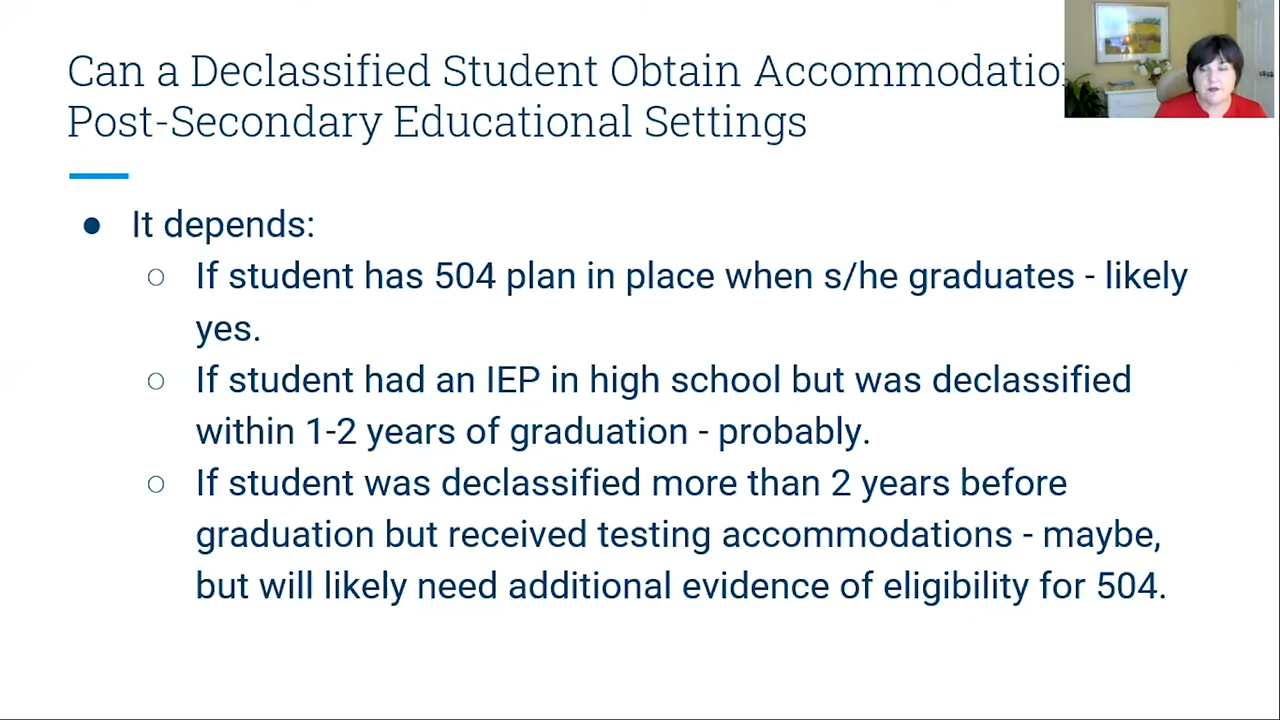 Can a Declassified Student Obtain
Post-Secondary Educational Settings
● It depends:
○ If student has 504 plan in place when s/he graduates - likely
yes.
○ If student had an IEP in high school but was declassified
within 1-2 years of graduation - probably.
○ If student was declassified more than 2 years before
graduation but received testing accommodations - maybe,
but will likely need additional evidence of eligibility for 504.